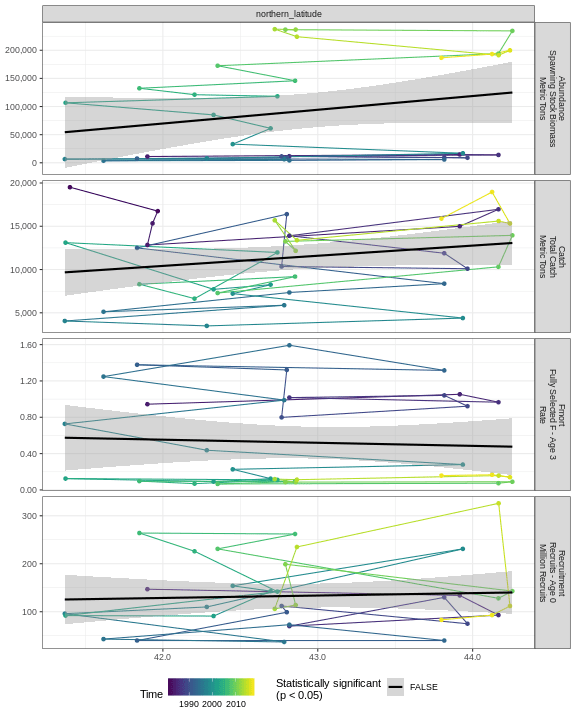 northern_latitude
200,000
150,000
100,000
50,000
0
Abundance
Spawning Stock Biomass
Metric Tons
20,000
15,000
10,000
5,000
Catch
Total Catch
Metric Tons
1.60
1.20
0.80
0.40
0.00
Fmort
Fully Selected F - Age 3
Rate
300
200
100
Recruitment
Recruits - Age 0
Million Recruits
42.0 43.0 44.0
Time
1990 2000 2010
Statistically significant
(p < 0.05)
FALSE